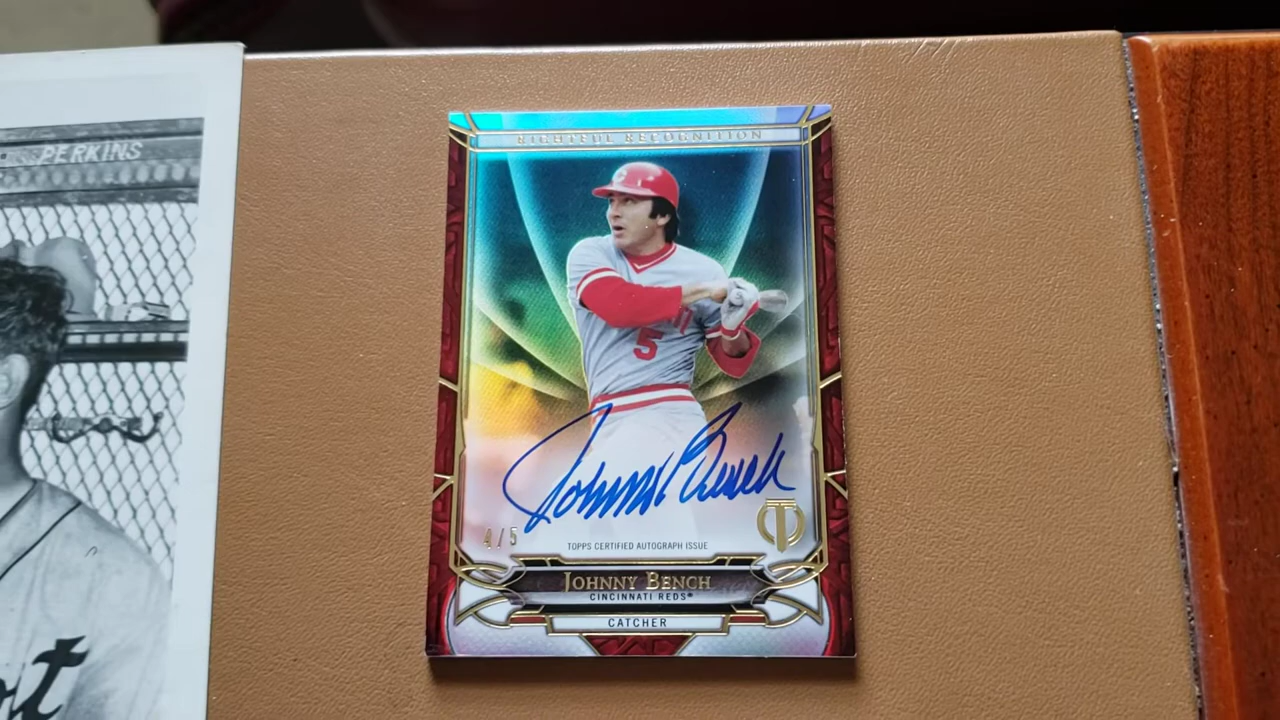 PERKINS
RIGHTFUL RECOGNITION
5
Johnny Bench
4/5
TOPPS CERTIFIED AUTOGRAPH ISSUE
JOHNNY BENCH
CINCINNATI REDS®
CATCHER